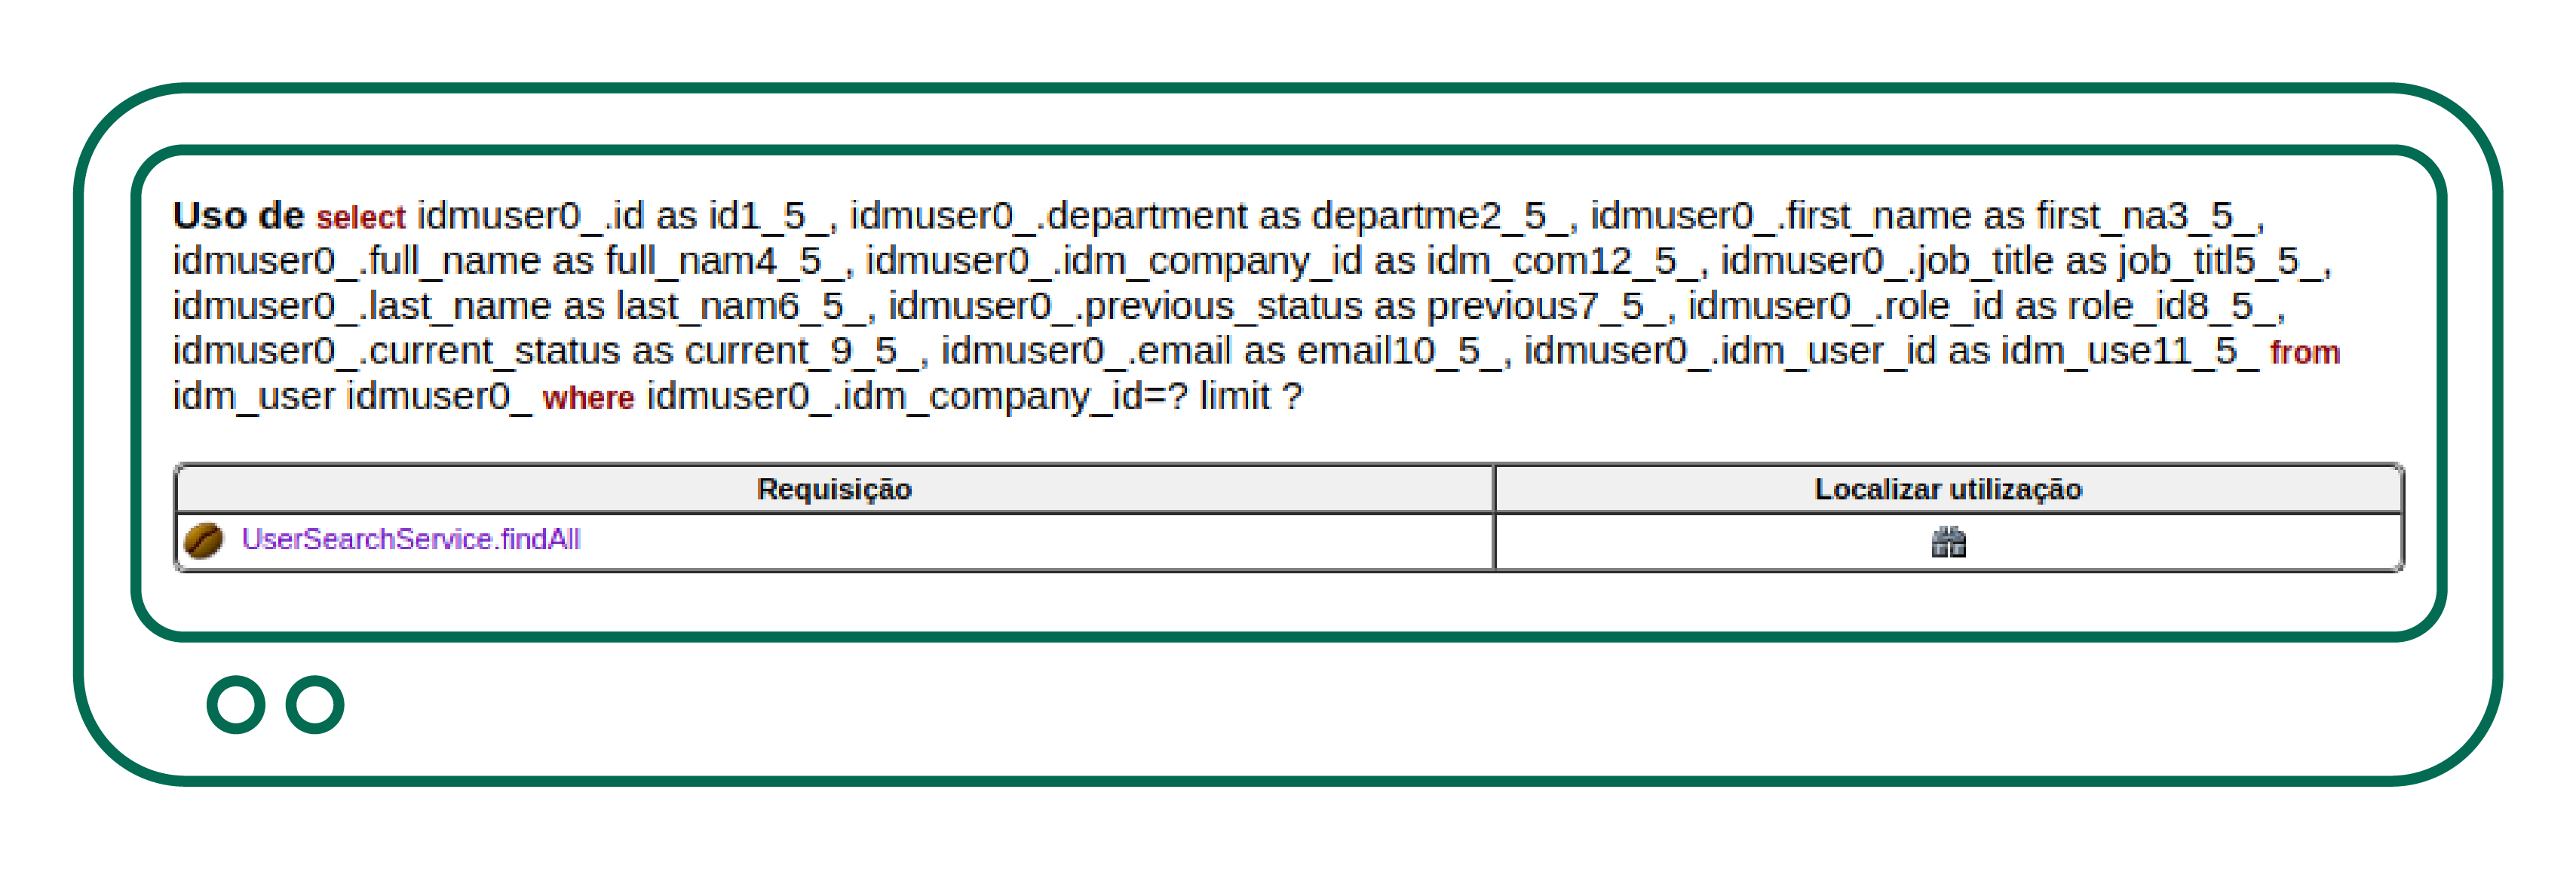 Uso de select idmuser0_.id as id1_5_, idmuser0_.department as departme2_5_, idmuser0_.first_name as first_na3_5_,
idmuser0_.full_name as full_nam4_5_, idmuser0_.idm_company_id as idm_com12_5_, idmuser0_.job_title as job_titl5_5_,
idmuser0_.last_name as last_nam6_5_, idmuser0_.previous_status as previous7_5_, idmuser0_.role_id as role_id8_5_,
idmuser0_.current_status as current_9_5_, idmuser0_.email as email10_5_, idmuser0_.idm_user_id as idm_use11_5_ from
idm_user idmuser0_ where idmuser0_.idm_company_id=? limit ?
Requisição Localizar utilização
UserSearchService.findAll